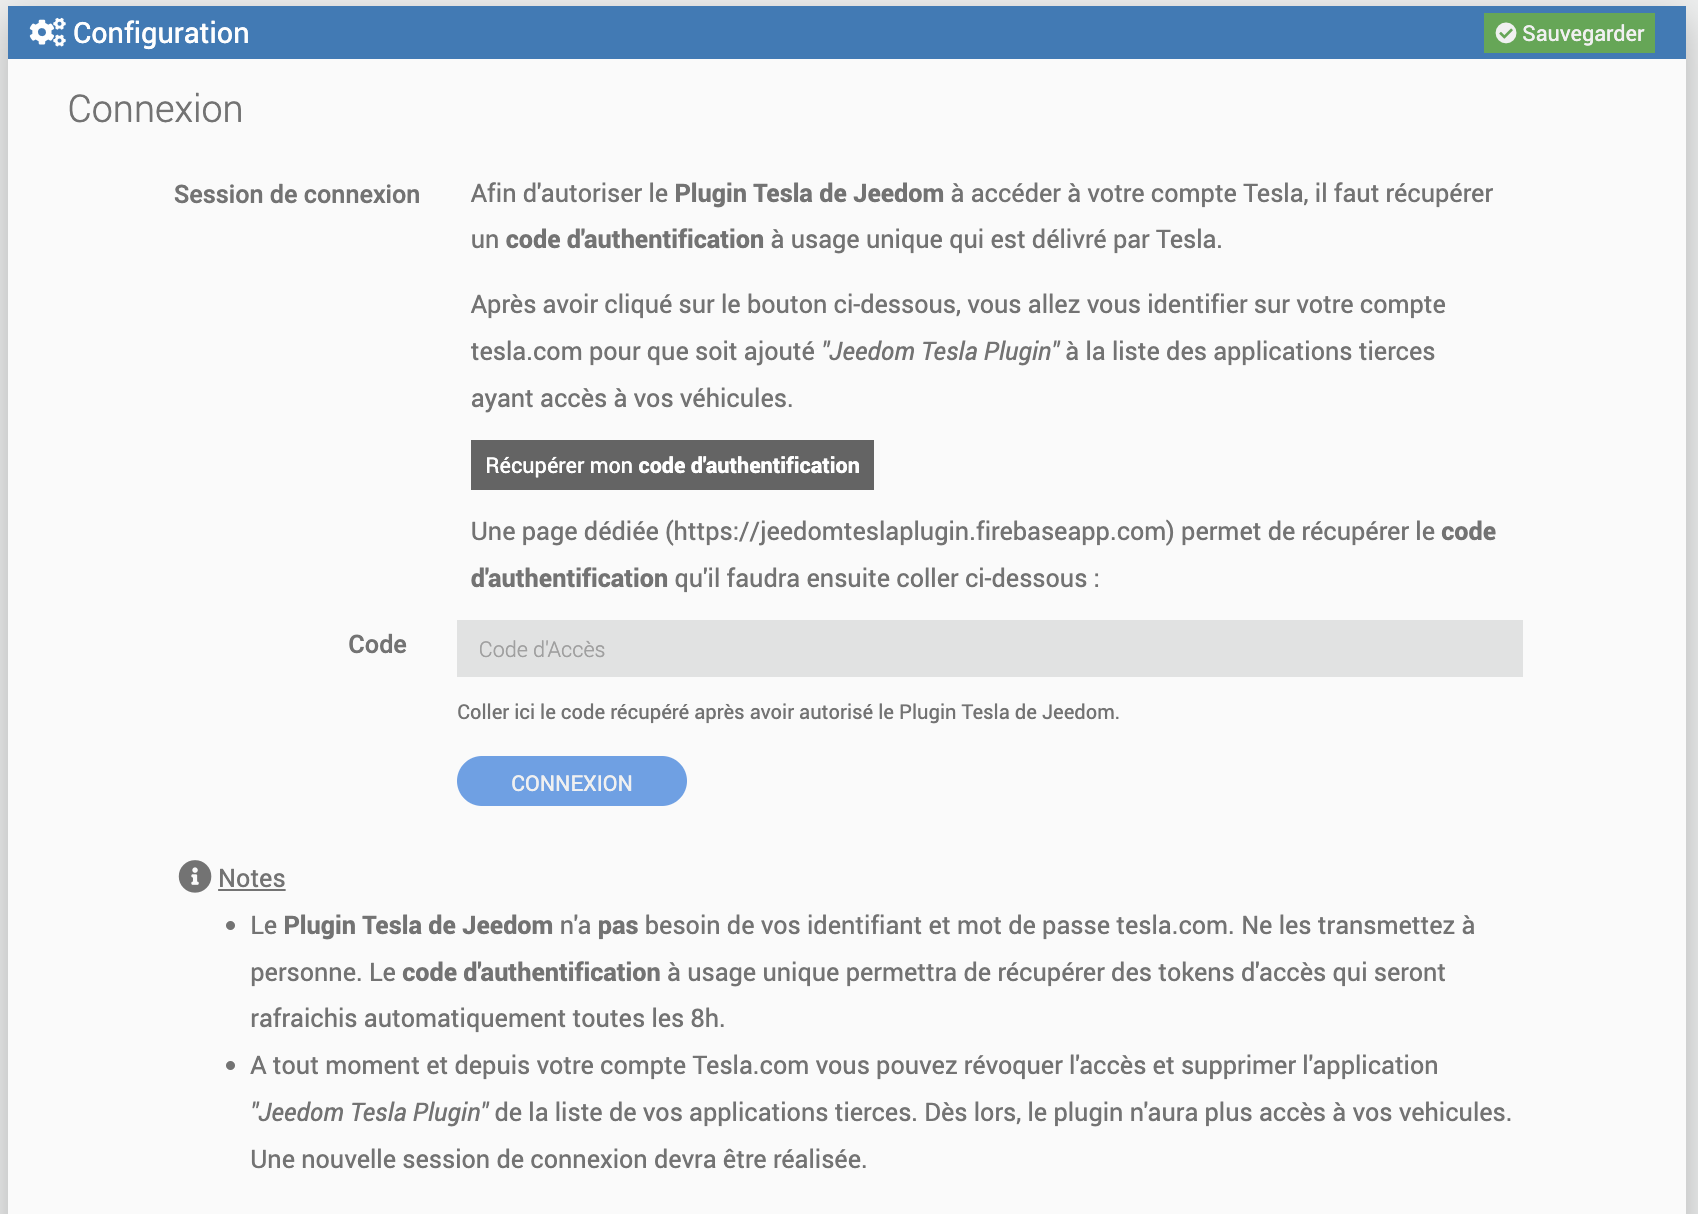 Configuration
Sauvegarder
Connexion
Session de connexion
Afin d'autoriser le Plugin Tesla de Jeedom à accéder à votre compte Tesla, il faut récupérer
un code d'authentification à usage unique qui est délivré par Tesla.
Après avoir cliqué sur le bouton ci-dessous, vous allez vous identifier sur votre compte
tesla.com pour que soit ajouté "Jeedom Tesla Plugin" à la liste des applications tierces
ayant accès à vos véhicules.
Récupérer mon code d'authentification
Une page dédiée (https://jeedomteslaplugin.firebaseapp.com) permet de récupérer le code
d'authentification qu'il faudra ensuite coller ci-dessous :
Code
Code d'Accès
Coller ici le code récupéré après avoir autorisé le Plugin Tesla de Jeedom.
CONNEXION
Notes
• Le Plugin Tesla de Jeedom n'a pas besoin de vos identifiant et mot de passe tesla.com. Ne les transmettez à
personne. Le code d'authentification à usage unique permettra de récupérer des tokens d'accès qui seront
rafraichis automatiquement toutes les 8h.
• A tout moment et depuis votre compte Tesla.com vous pouvez révoquer l'accès et supprimer l'application
"Jeedom Tesla Plugin" de la liste de vos applications tierces. Dès lors, le plugin n'aura plus accès à vos vehicules.
Une nouvelle session de connexion devra être réalisée.